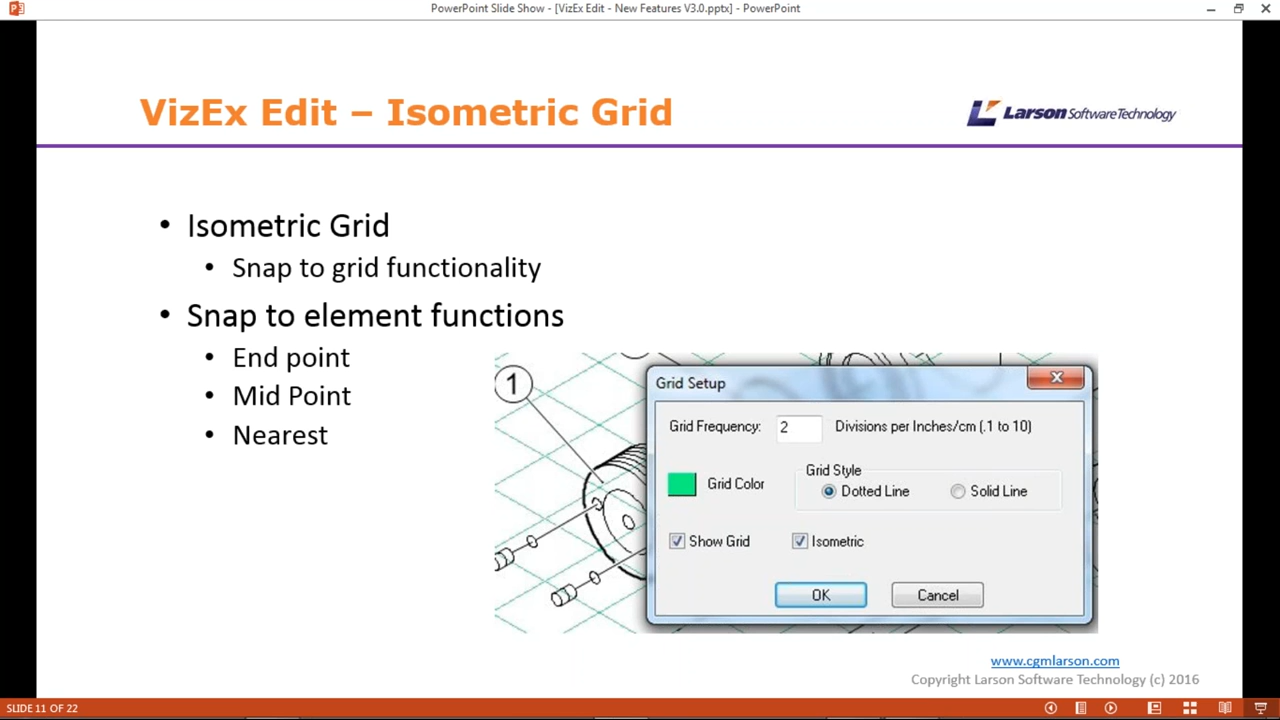 PowerPoint Slide Show - [VizEx Edit - New Features V3.0.pptx] - PowerPoint
VizEx Edit – Isometric Grid
Larson Software Technology
• Isometric Grid
• Snap to grid functionality
• Snap to element functions
• End point
• Mid Point
• Nearest
1
Grid Setup
Grid Frequency: 2 Divisions per Inches/cm (.1 to 10)
Grid Color
Grid Style
Dotted Line Solid Line
Show Grid Isometric
OK Cancel
www.cgmlarson.com
Copyright Larson Software Technology (c) 2016
SLIDE 11 OF 22